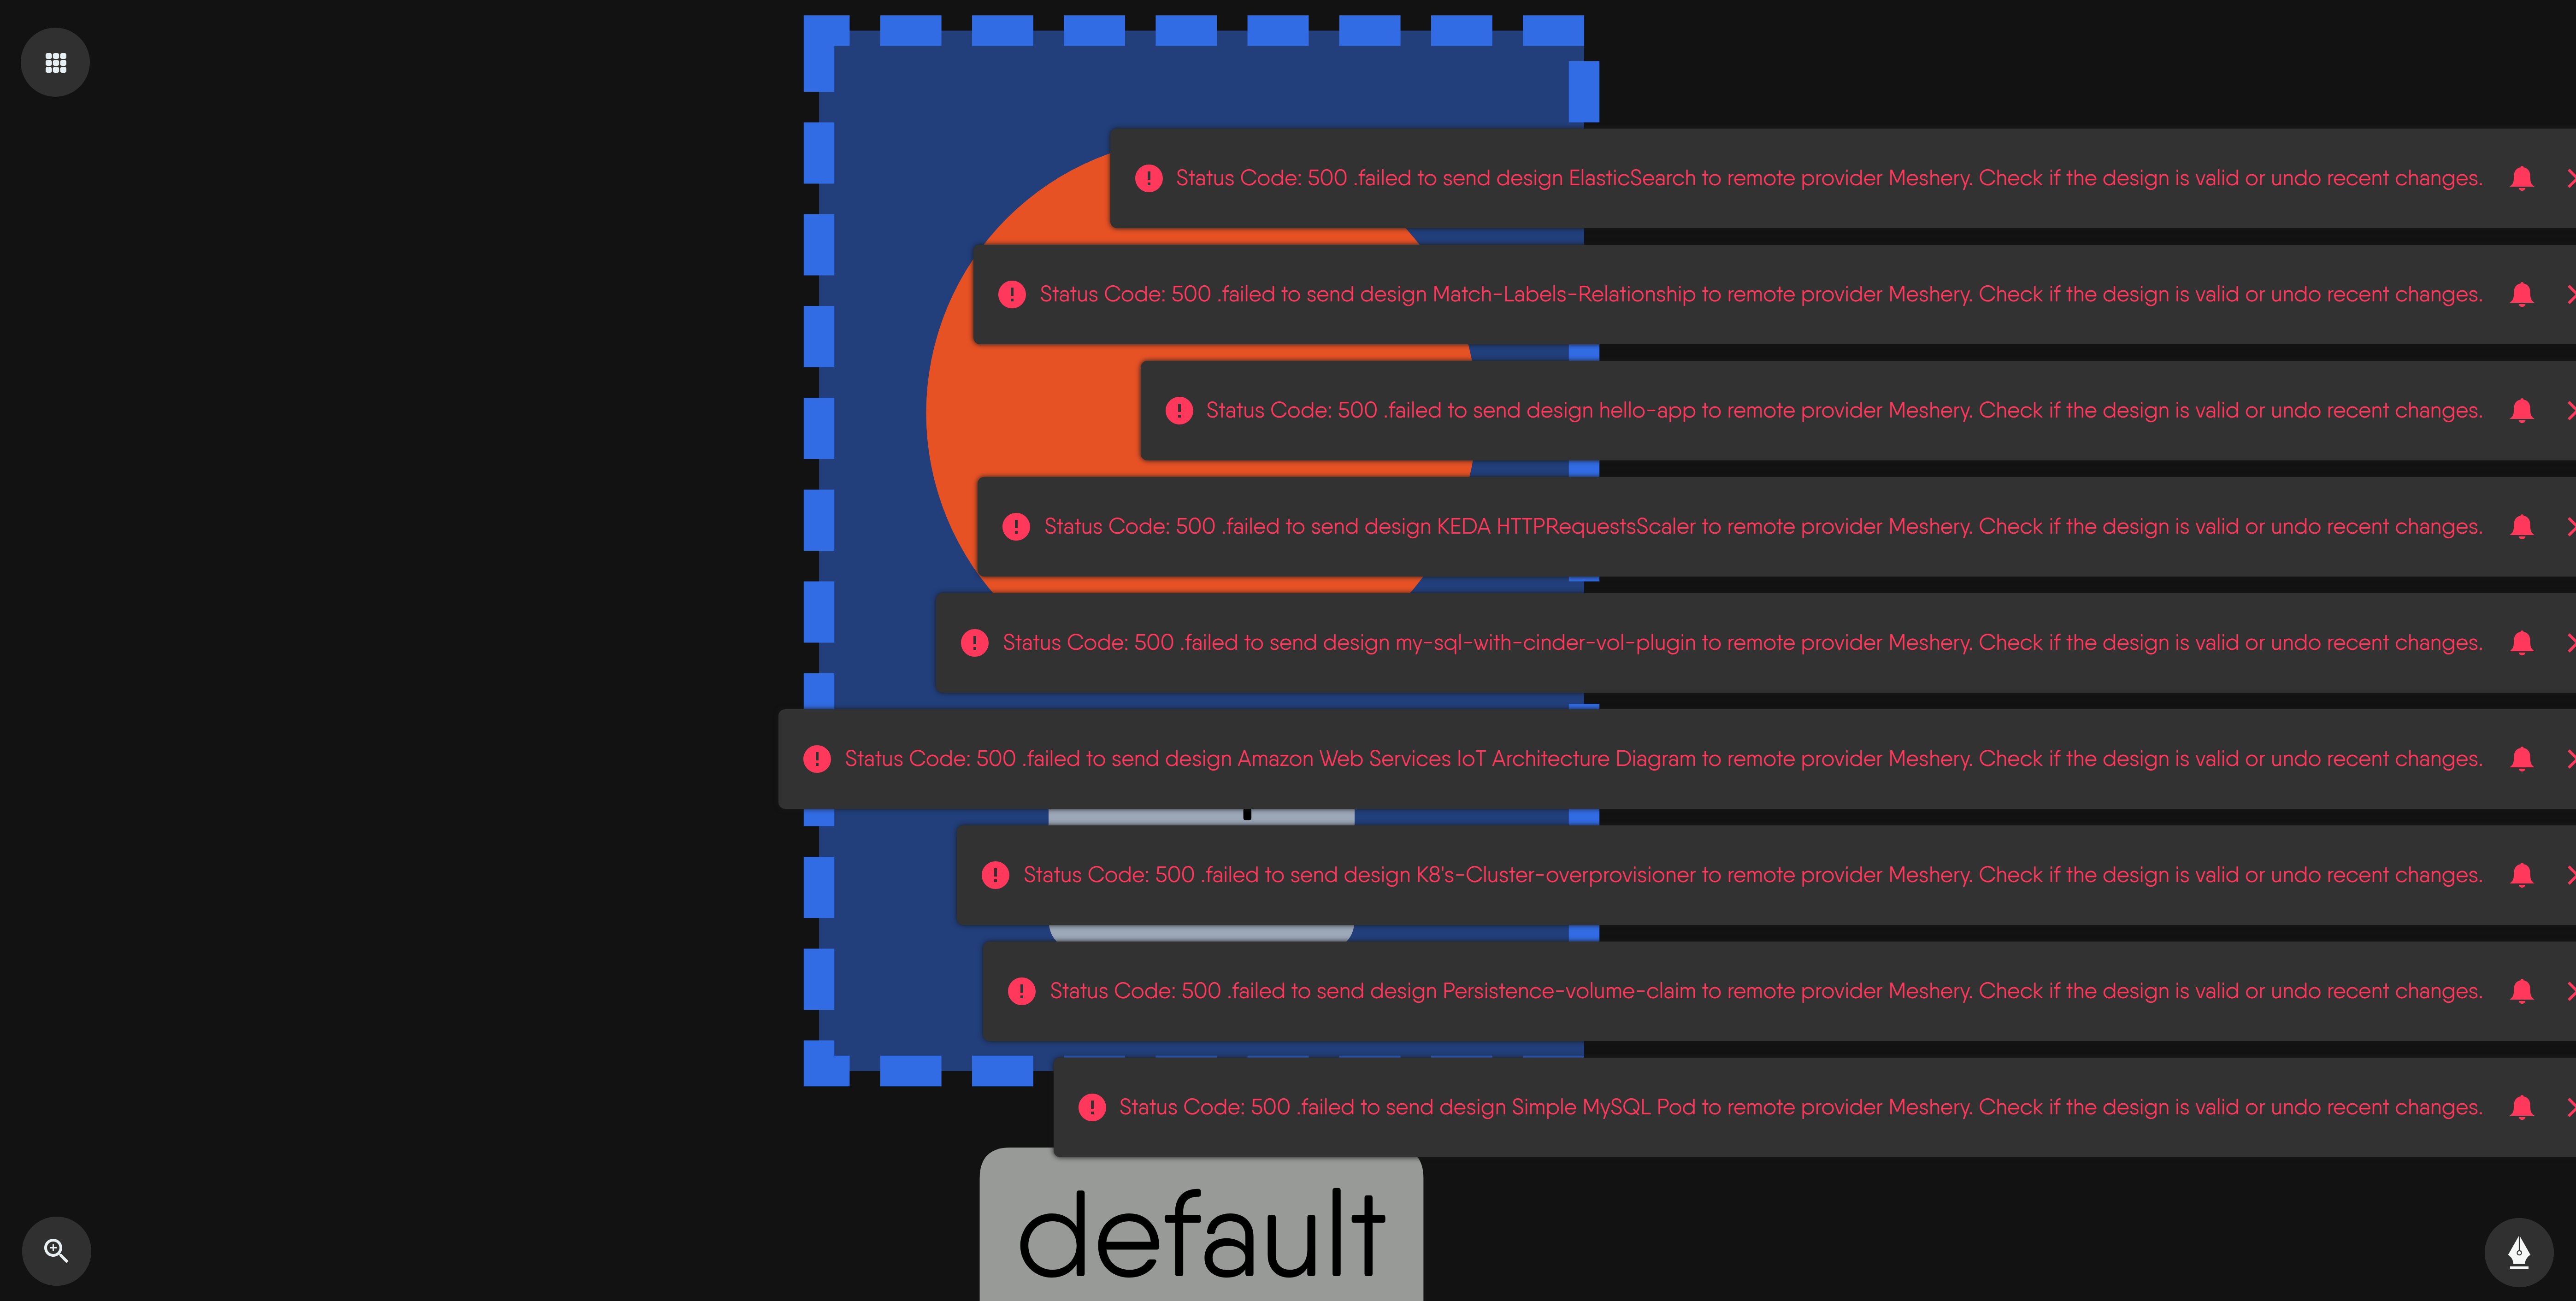 Status Code: 500 .failed to send design ElasticSearch to remote provider Meshery. Check if the design is valid or undo recent changes.
Status Code: 500 .failed to send design Match-Labels-Relationship to remote provider Meshery. Check if the design is valid or undo recent changes.
Status Code: 500 .failed to send design hello-app to remote provider Meshery. Check if the design is valid or undo recent changes.
Status Code: 500 .failed to send design KEDA HTTPRequestsScaler to remote provider Meshery. Check if the design is valid or undo recent changes.
Status Code: 500 .failed to send design my-sql-with-cinder-vol-plugin to remote provider Meshery. Check if the design is valid or undo recent changes.
Status Code: 500 .failed to send design Amazon Web Services IoT Architecture Diagram to remote provider Meshery. Check if the design is valid or undo recent changes.
Status Code: 500 .failed to send design K8's-Cluster-overprovisioner to remote provider Meshery. Check if the design is valid or undo recent changes.
Status Code: 500 .failed to send design Persistence-volume-claim to remote provider Meshery. Check if the design is valid or undo recent changes.
Status Code: 500 .failed to send design Simple MySQL Pod to remote provider Meshery. Check if the design is valid or undo recent changes.
default